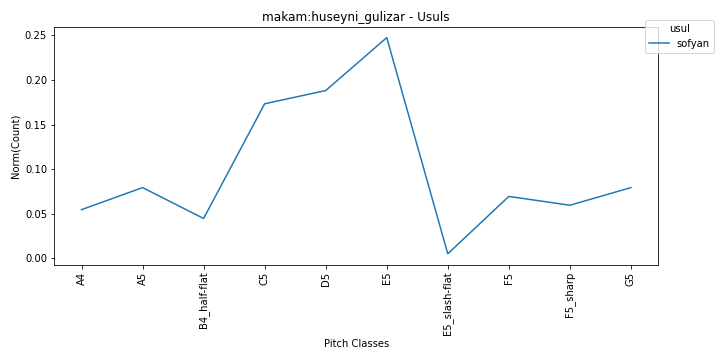 makam:huseyni_gulizar - Usuls
usul
sofyan
Norm(Count)
0.25
0.20
0.15
0.10
0.05
0.00
A4
A5
B4_half-flat
C5
D5
E5
E5_slash-flat
F5
F5_sharp
G5
Pitch Classes